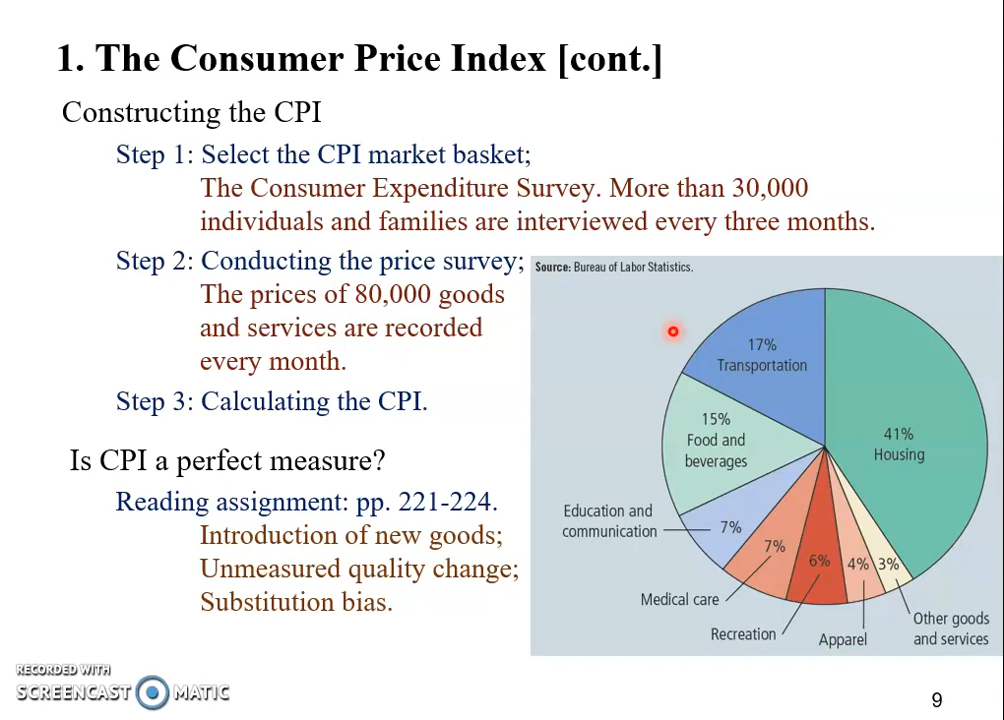 1. The Consumer Price Index [cont.]
Constructing the CPI
Step 1: Select the CPI market basket;
The Consumer Expenditure Survey. More than 30,000
individuals and families are interviewed every three months.
Step 2: Conducting the price survey;
The prices of 80,000 goods
and services are recorded
every month.
Step 3: Calculating the CPI.
Is CPI a perfect measure?
Reading assignment: pp. 221-224.
Introduction of new goods;
Unmeasured quality change;
Substitution bias.
Source: Bureau of Labor Statistics.
17%
Transportation
41%
Housing
15%
Food and
beverages
Education and
communication
7%
7%
Medical care
6%
Recreation
4%
Apparel
3%
Other goods
and services
RECORDED WITH
SCREENCAST MATIC
9